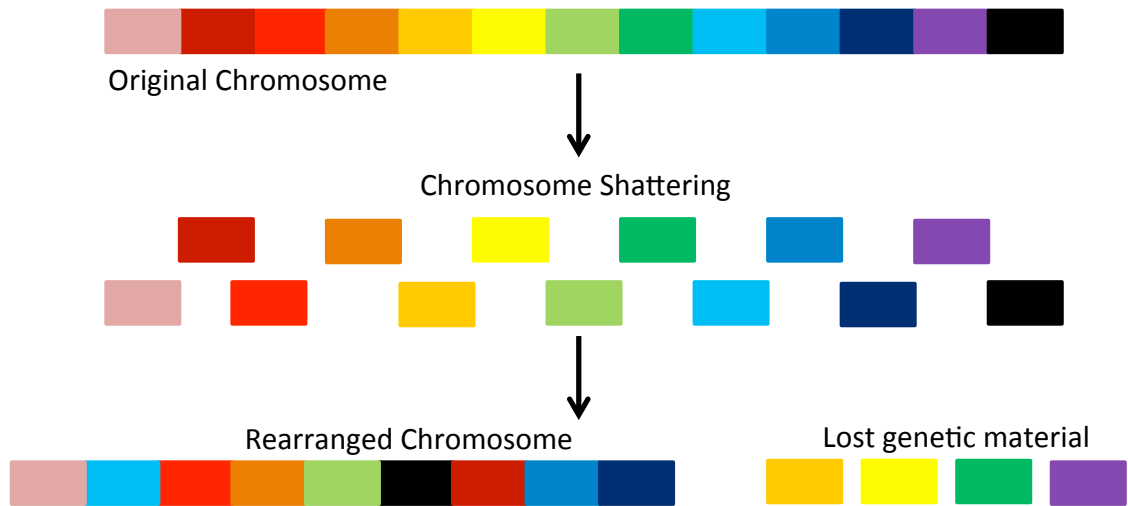 Original Chromosome
Chromosome Shattering
Rearranged Chromosome
Lost genetic material